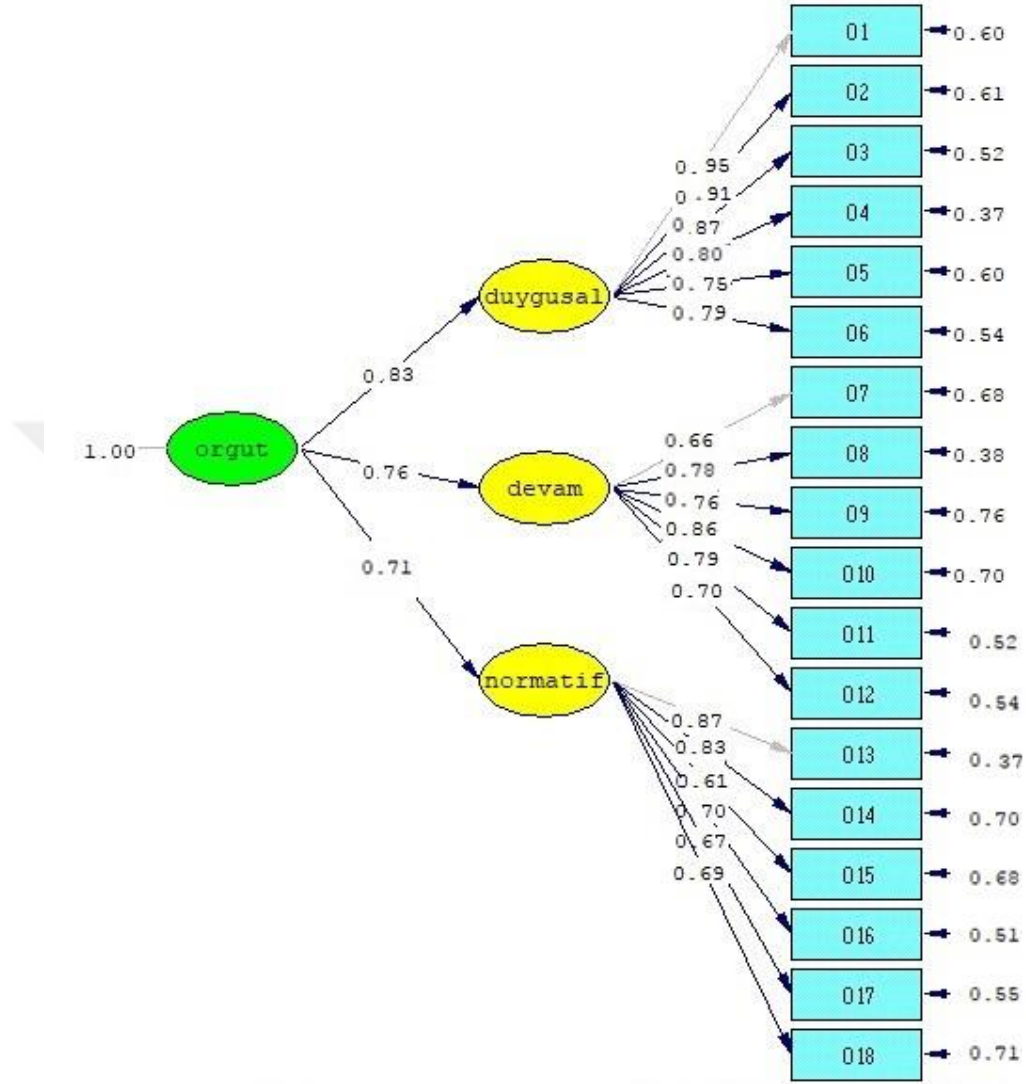 O1
0.60
O2
0.61
O3
0.52
O4
0.37
O5
0.60
O6
0.54
O7
0.68
O8
0.38
O9
0.76
O10
0.70
O11
0.52
O12
0.54
O13
0.37
O14
0.70
O15
0.68
O16
0.51
O17
0.55
O18
0.71
0.95
0.91
0.87
0.80
0.75
0.79
duygusal
0.83
0.66
0.78
0.76
0.86
0.79
0.70
1.00
orgut
0.76
devam
0.71
normatif
0.87
0.83
0.61
0.70
0.67
0.69